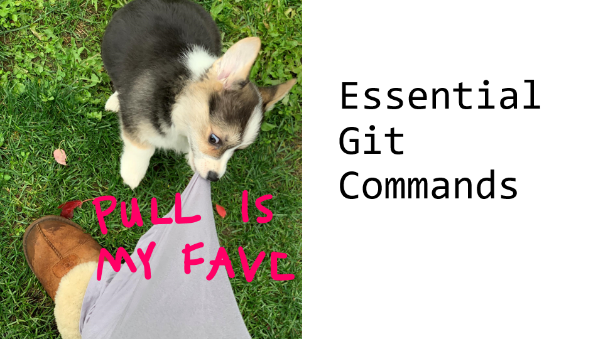 PULL IS
MY FAVE
Essential
Git
Commands